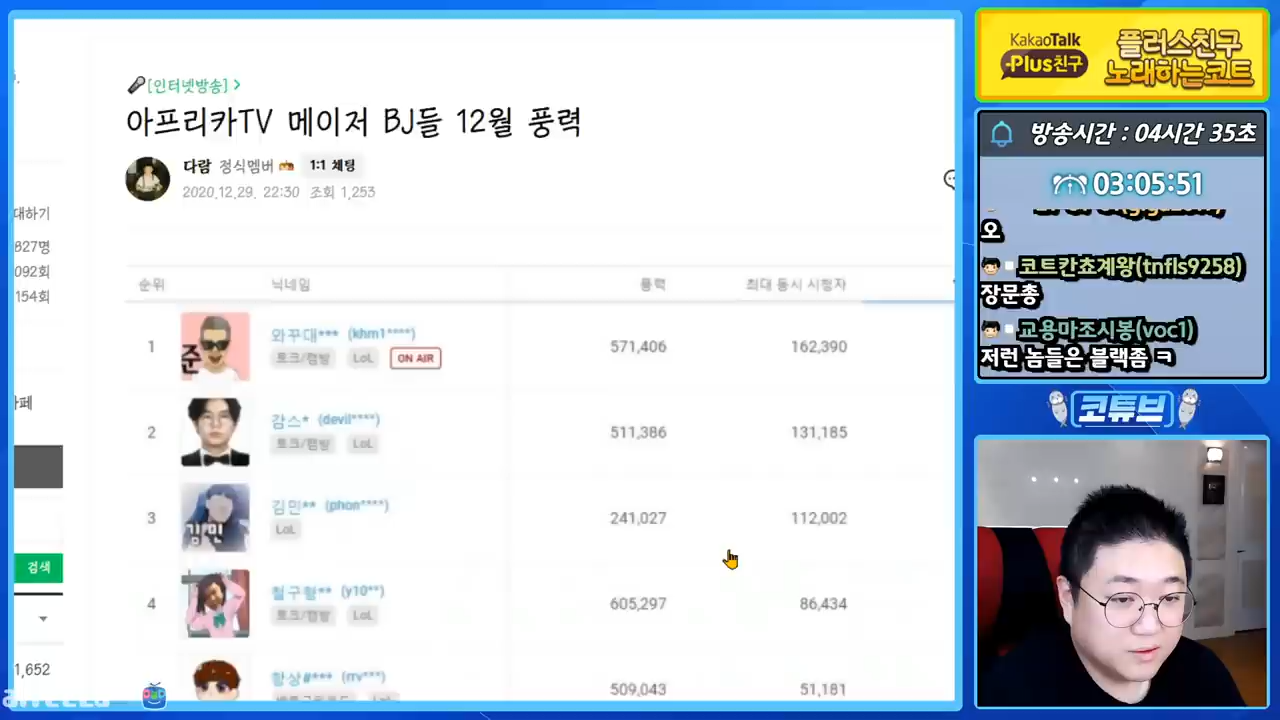 [인터넷방송] >
아프리카TV 메이저 BJ들 12월 풍력
다람 정식멤버 1:1 채팅
2020.12.29. 22:30 조회 1,253
대하기
827명
092회
154회
카페
검색
1,652
순위 닉네임 풍력 최대 동시 시청자
1 와꾸대*** (khm1****) 571,406 162,390
토크/캠방 LoL ON AIR
준
2 감스* (devil****) 511,386 131,185
토크/캠방 LoL
3 김민** (phon****) 241,027 112,002
LoL
김민
4 철구형** (y10**) 605,297 86,434
토크/캠방 LoL
항상#*** (rrv***) 509,043 51,181
afreeca
KakaoTalk
Plus친구
플러스친구
노래하는코트
방송시간 : 04시간 35초
03:05:51
오
코트칸쵸계왕(tnfls9258)
장문충
교용마조시봉(voc1)
저런 놈들은 블랙좀 ㅋ
코튜브